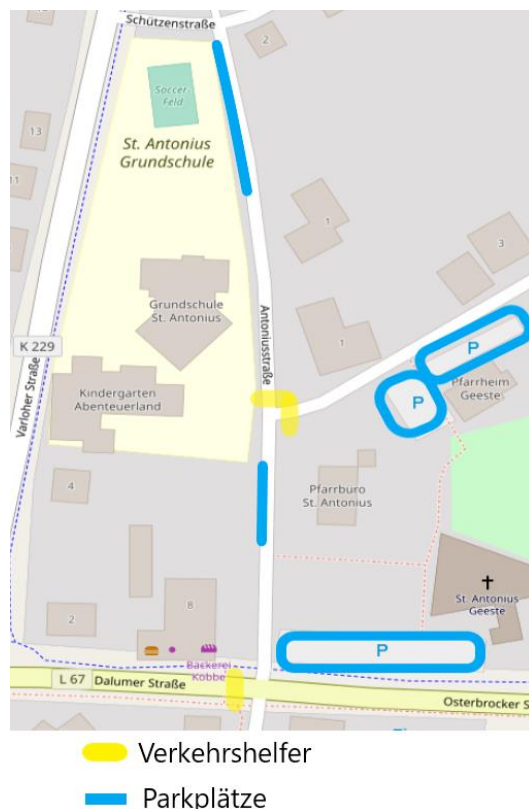 Schützenstraße
2
Soccer
Feld
13
St. Antonius
Grundschule
11
1
3
Grundschule
St. Antonius
Antoniusstraße
1
P
K 229
Varloher Straße
Kindergarten
Abenteuerland
P
Pfarrheim
Geeste
4
Pfarrbüro
St. Antonius
St. Antonius
Geeste
2
8
P
Bäckerei
Kobbe
L 67
Dalumer Straße
Osterbrocker S
Verkehrshelfer
Parkplätze